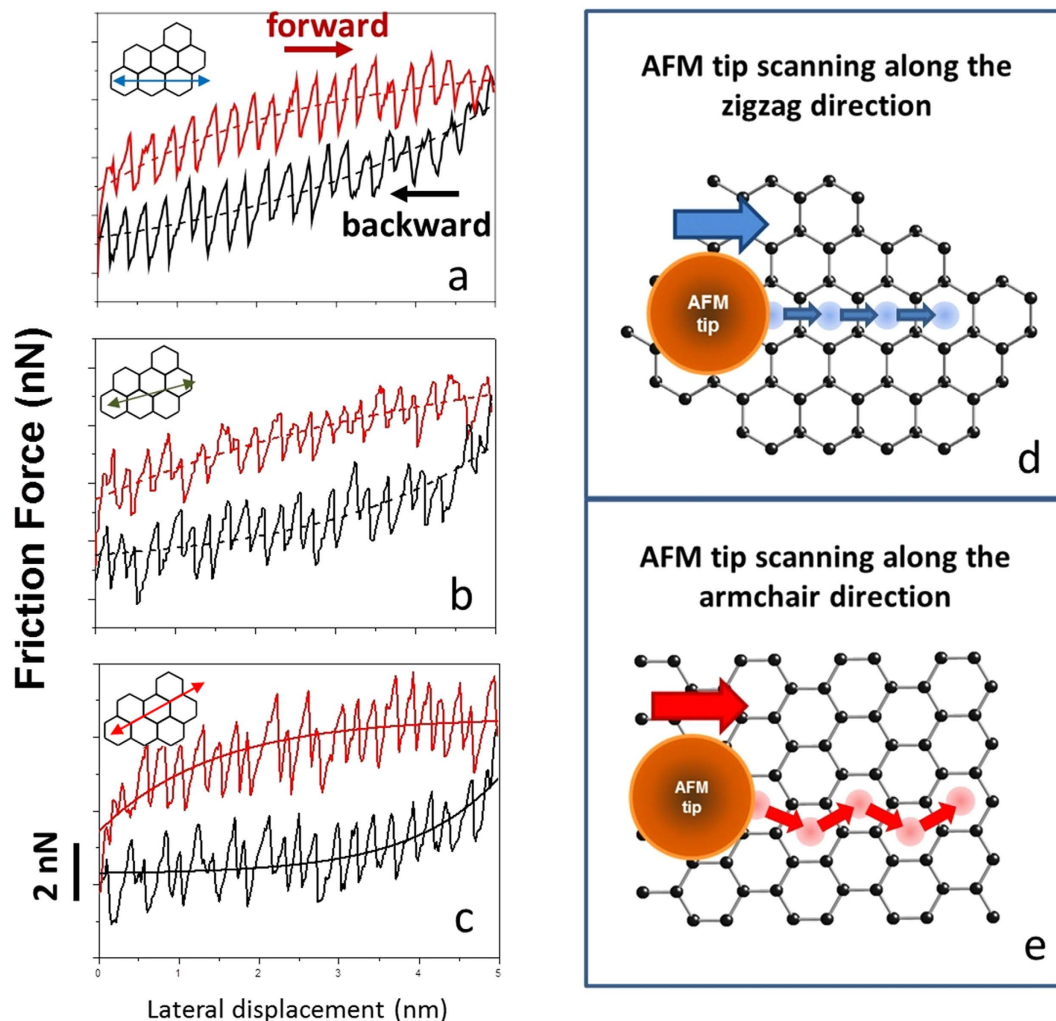 Friction Force (nN)
forward
backward
a
b
2 nN
c
0
1
2
3
4
5
Lateral displacement (nm)
AFM tip scanning along the
zigzag direction
AFM
tip
d
AFM tip scanning along the
armchair direction
AFM
tip
e